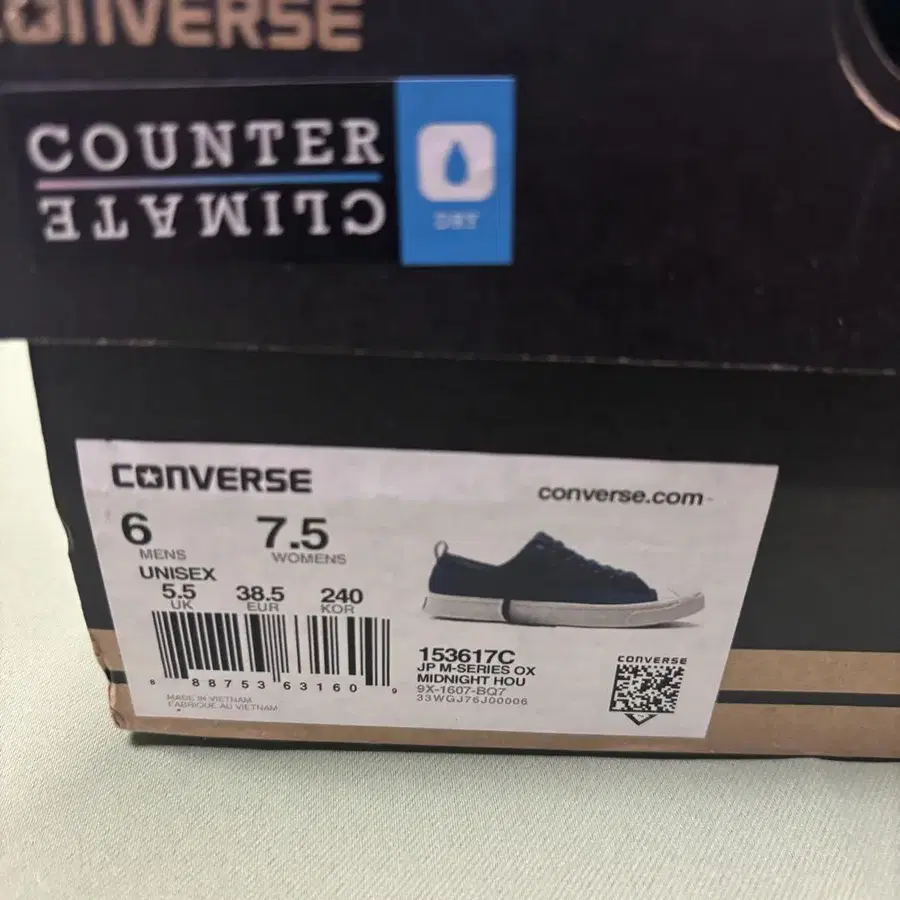 CONVERSE
COUNTER
CLIMATE
DRY
CONVERSE
converse.com
6 7.5
MENS WOMENS
UNISEX
5.5 38.5 240
UK EUR KOR
153617C
JP M-SERIES OX
MIDNIGHT HOU
9X-1607-BQ7
33WGJ76J00006
CONVERSE
8 88753 63160 9
MADE IN VIETNAM
FABRIQUE AU VIETNAM